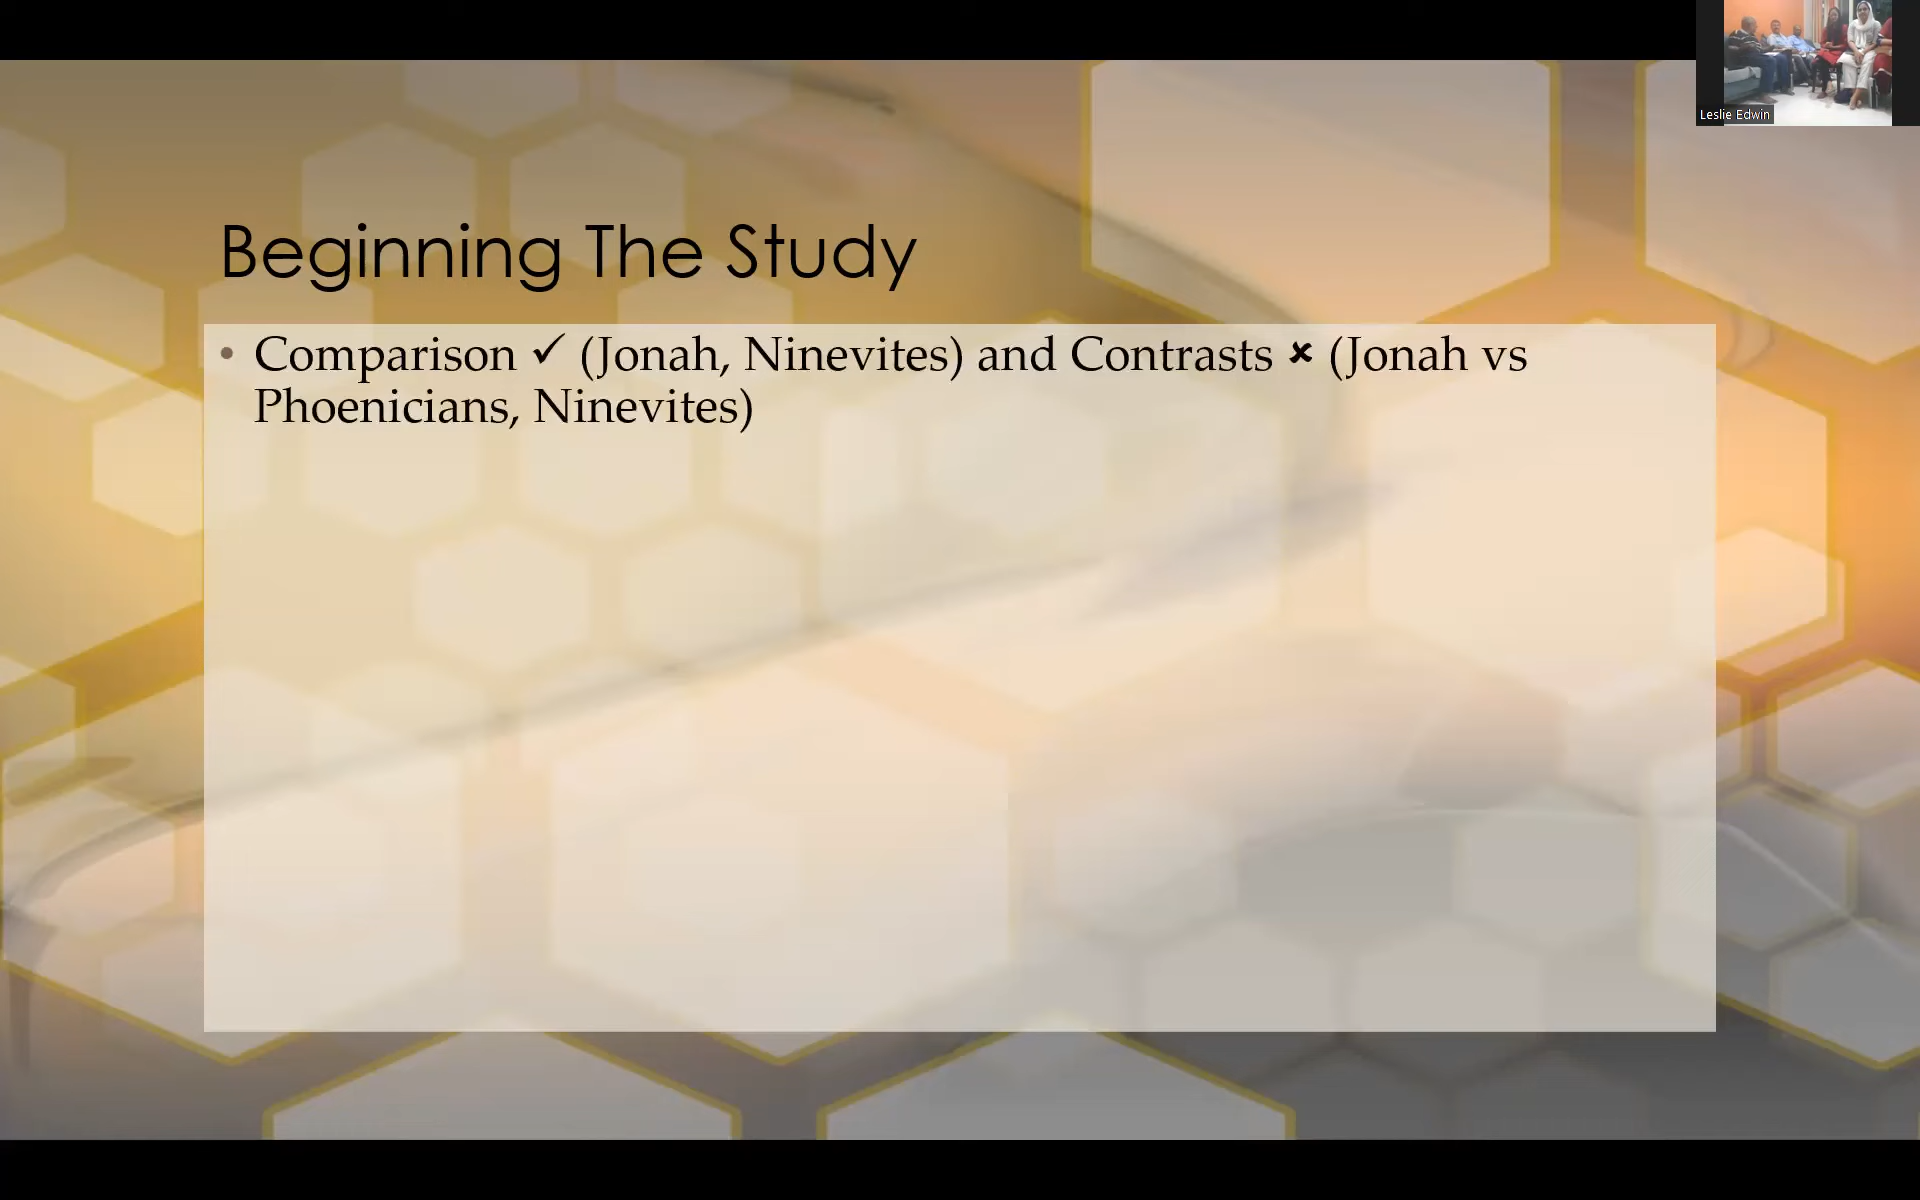 Leslie Edwin
Beginning The Study
• Comparison ✓ (Jonah, Ninevites) and Contrasts ✗ (Jonah vs
Phoenicians, Ninevites)